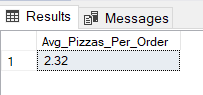 Results Messages
Avg_Pizzas_Per_Order
1 2.32